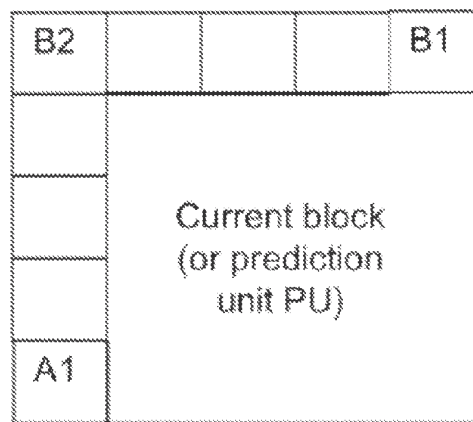 B2
B1
Current block
(or prediction
unit PU)
A1